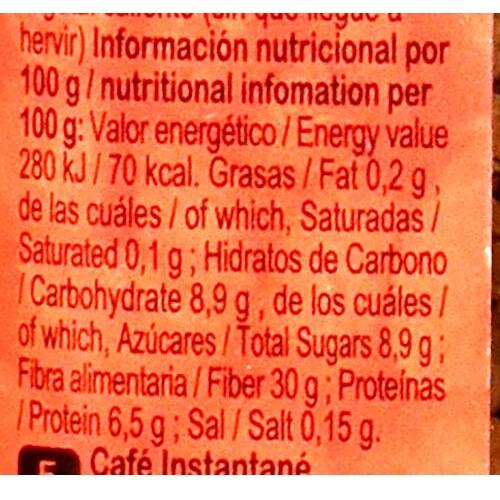 hervir) Información nutricional por
100 g / nutritional infomation per
100 g: Valor energético / Energy value
280 kJ / 70 kcal. Grasas / Fat 0,2 g ,
de las cuáles / of which, Saturadas /
Saturated 0,1 g ; Hidratos de Carbono
/ Carbohydrate 8,9 g , de los cuáles /
of which, Azúcares / Total Sugars 8,9 g ;
Fibra alimentaria / Fiber 30 g ; Proteínas
/ Protein 6,5 g ; Sal / Salt 0,15 g.
Café Instantané